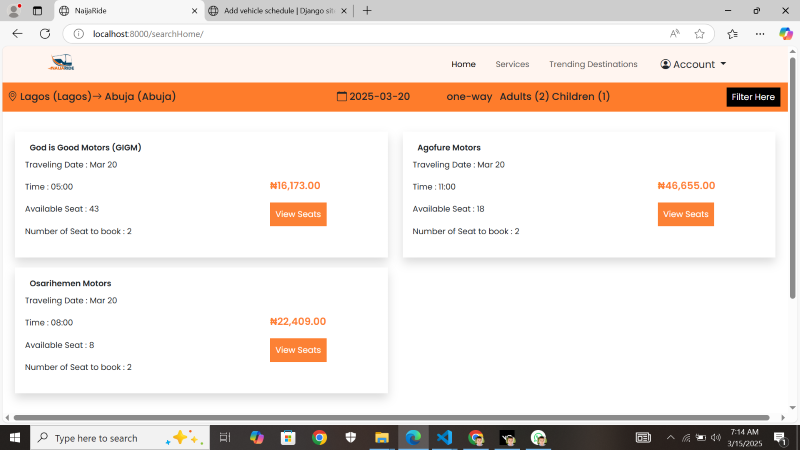 NaijaRide
Add vehicle schedule | Django sit
localhost:8000/searchHome/
NAIJARIDE
Home
Services
Trending Destinations
Account
Lagos (Lagos)→ Abuja (Abuja)
2025-03-20
one-way
Adults (2) Children (1)
Filter Here
God is Good Motors (GIGM)
Traveling Date : Mar 20
Time : 05:00
₦16,173.00
Available Seat : 43
View Seats
Number of Seat to book : 2
Agofure Motors
Traveling Date : Mar 20
Time : 11:00
₦46,655.00
Available Seat : 18
View Seats
Number of Seat to book : 2
Osarihemen Motors
Traveling Date : Mar 20
Time : 08:00
₦22,409.00
Available Seat : 8
View Seats
Number of Seat to book : 2
Type here to search
7:14 AM
3/15/2025